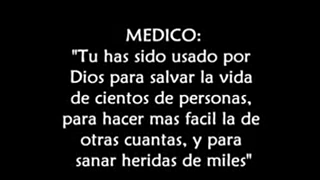 MEDICO:
"Tu has sido usado por
Dios para salvar la vida
de cientos de personas,
para hacer mas facil la de
otras cuantas, y para
sanar heridas de miles"